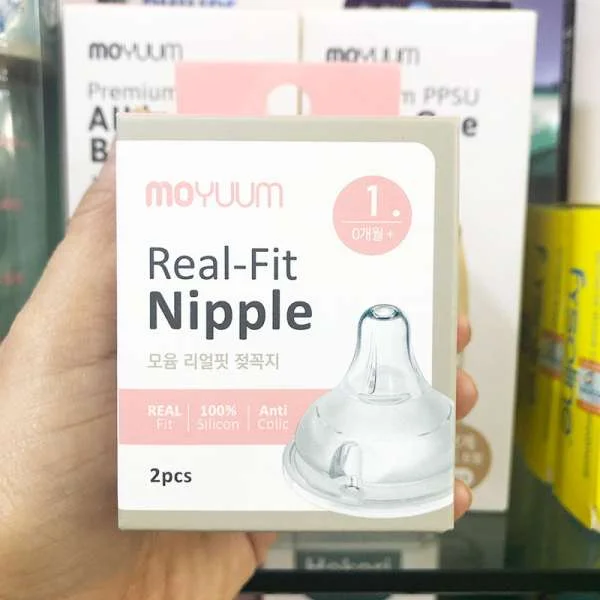 moyuum
Premium
moyuum
PPSU
moyuum
1.
0개월 +
Real-Fit
Nipple
모윰 리얼핏 젖꼭지
REAL
Fit
100%
Silicon
Anti
Colic
2pcs